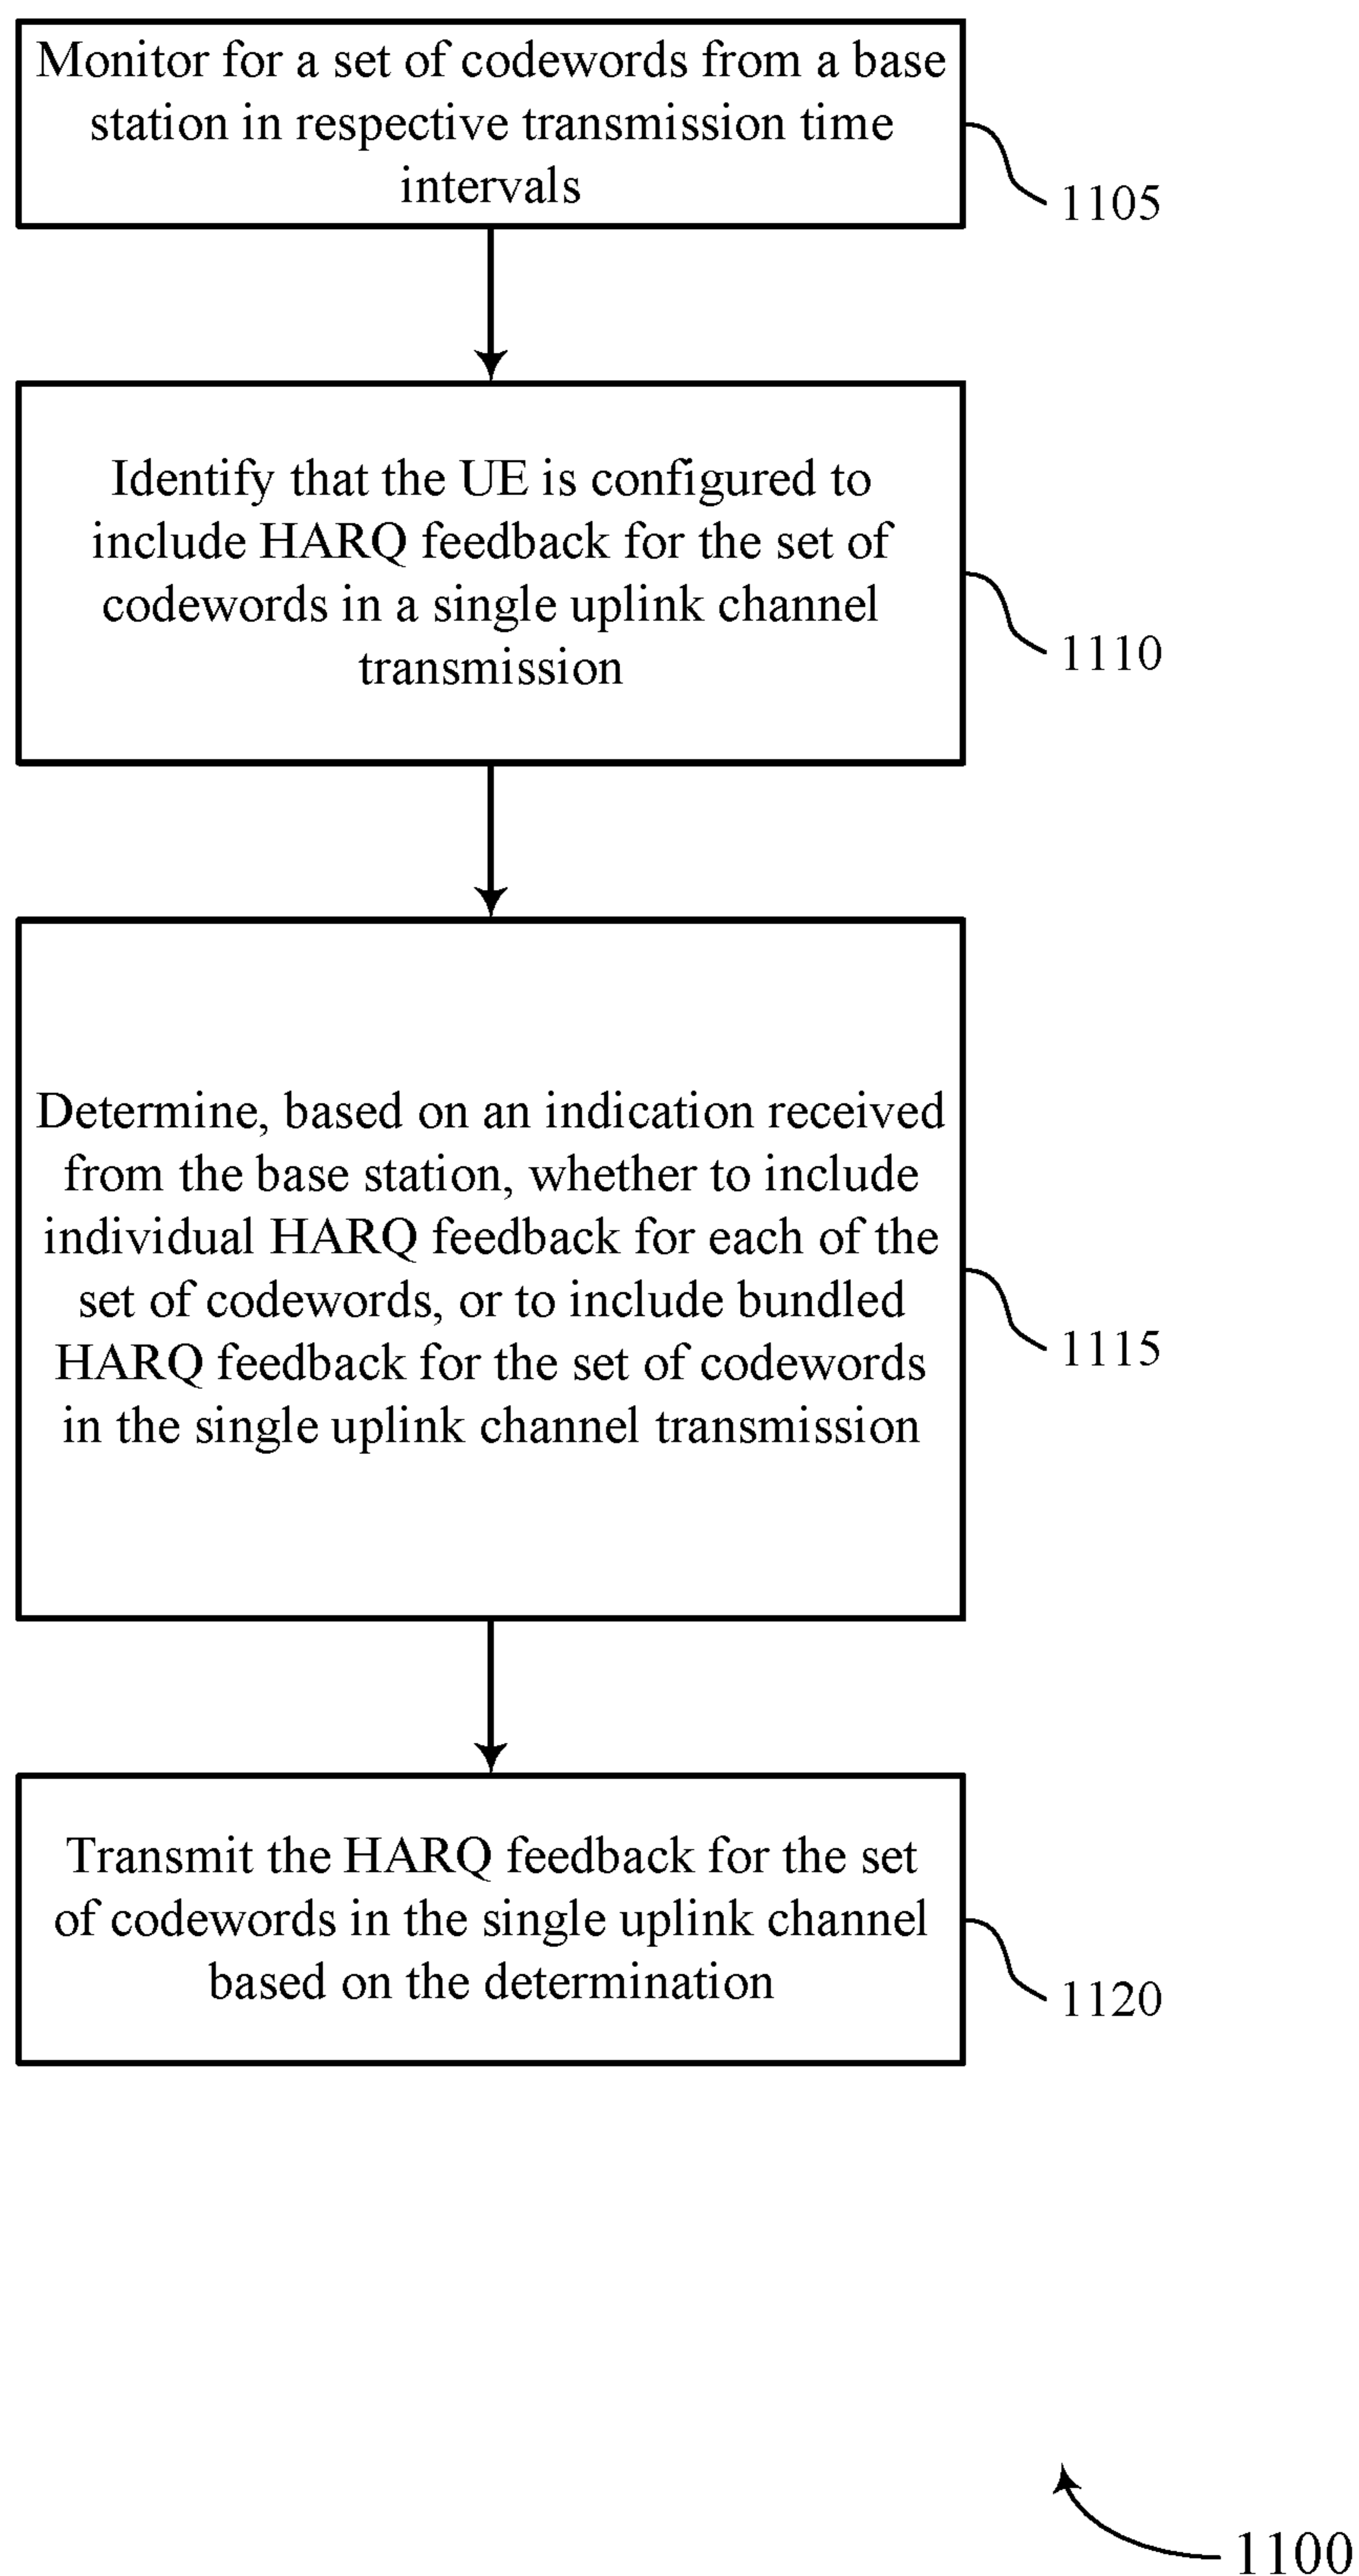 Monitor for a set of codewords from a base
station in respective transmission time
intervals
1105
Identify that the UE is configured to
include HARQ feedback for the set of
codewords in a single uplink channel
transmission
1110
Determine, based on an indication received
from the base station, whether to include
individual HARQ feedback for each of the
set of codewords, or to include bundled
HARQ feedback for the set of codewords
in the single uplink channel transmission
1115
Transmit the HARQ feedback for the set
of codewords in the single uplink channel
based on the determination
1120
1100